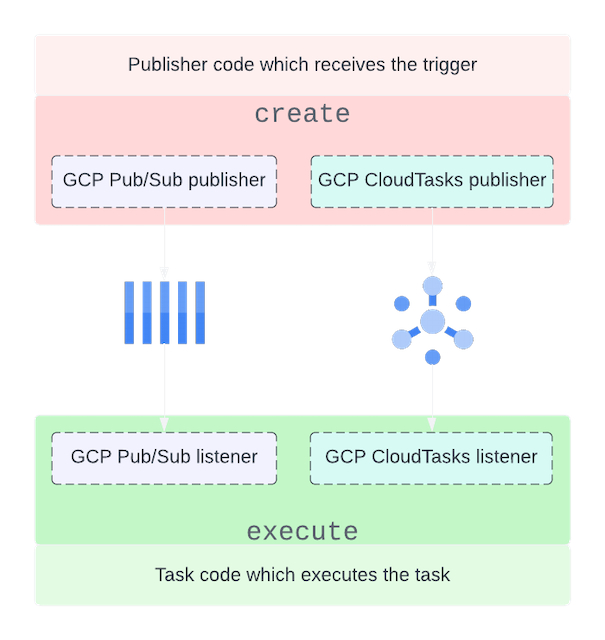 Publisher code which receives the trigger
create
GCP Pub/Sub publisher
GCP CloudTasks publisher
GCP Pub/Sub listener
GCP CloudTasks listener
execute
Task code which executes the task